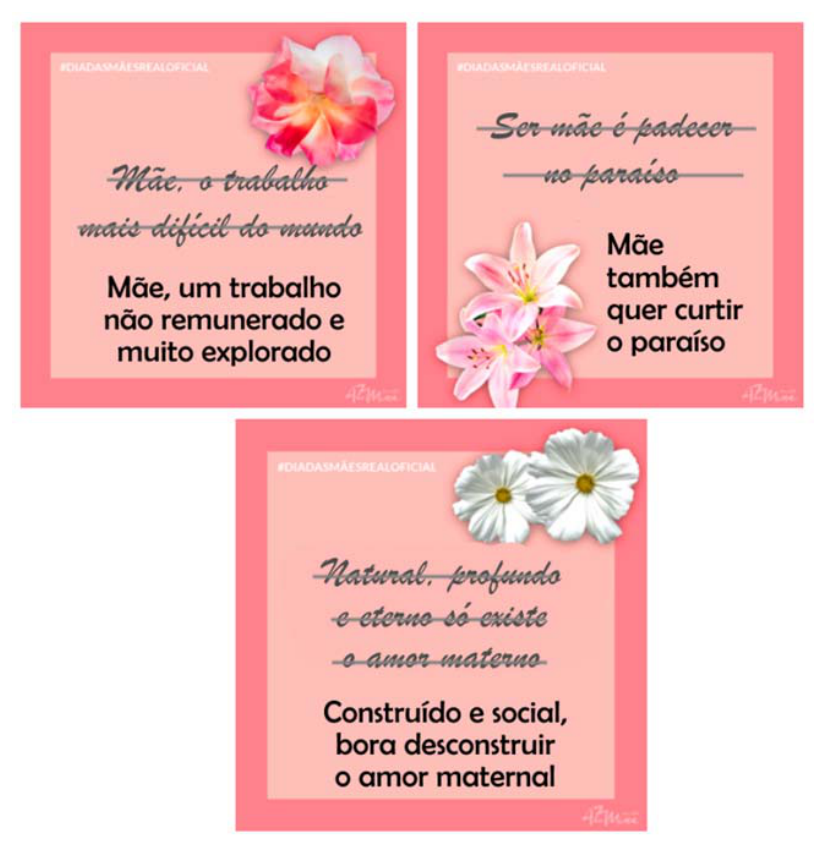 #DIADASMÃESREALOFICIAL
Mãe, o trabalho
mais difícil do mundo
Mãe, um trabalho
não remunerado e
muito explorado
#DIADASMÃESREALOFICIAL
Ser mãe é padecer
no paraíso
Mãe
também
quer curtir
o paraíso
#DIADASMÃESREALOFICIAL
Natural, profundo
e eterno só existe
o amor materno
Construído e social,
bora desconstruir
o amor maternal